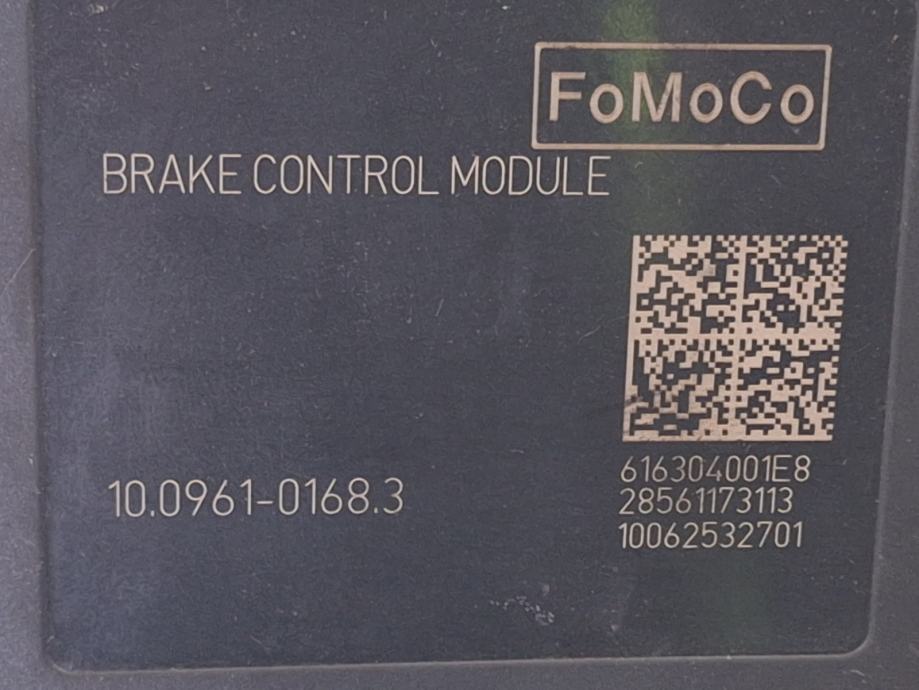 FoMoCo
BRAKE CONTROL MODULE
10.0961-0168.3
616304001E8
28561173113
10062532701